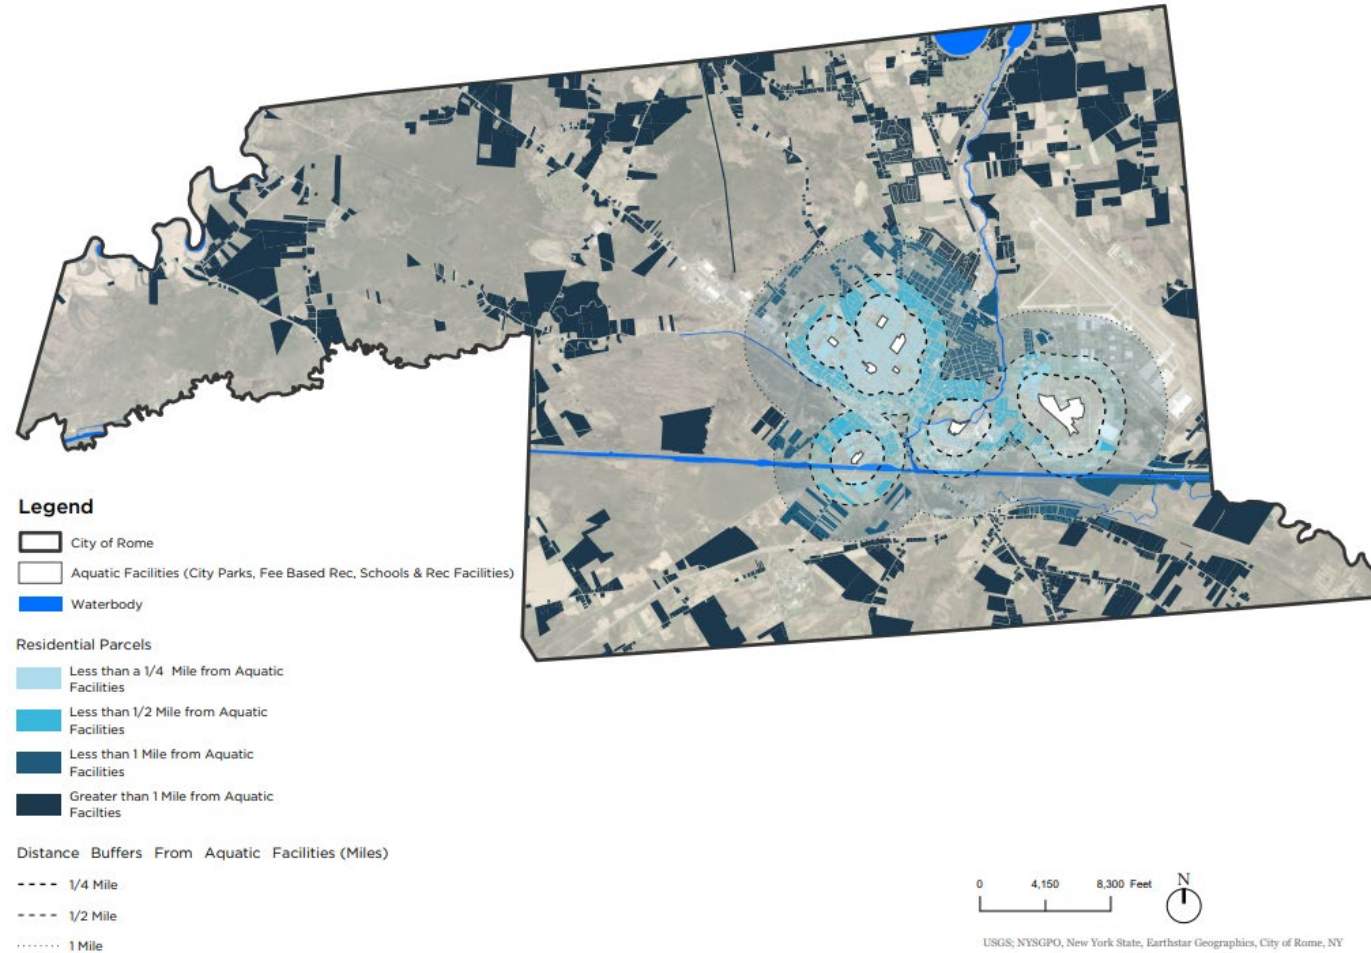 Legend
City of Rome
Aquatic Facilities (City Parks, Fee Based Rec, Schools & Rec Facilities)
Waterbody
Residential Parcels
Less than a 1/4 Mile from Aquatic
Facilities
Less than 1/2 Mile from Aquatic
Facilities
Less than 1 Mile from Aquatic
Facilities
Greater than 1 Mile from Aquatic
Facilties
Distance Buffers From Aquatic Facilities (Miles)
1/4 Mile
1/2 Mile
1 Mile
0 4,150 8,300 Feet
N
USGS; NYSGPO, New York State, Earthstar Geographics, City of Rome, NY